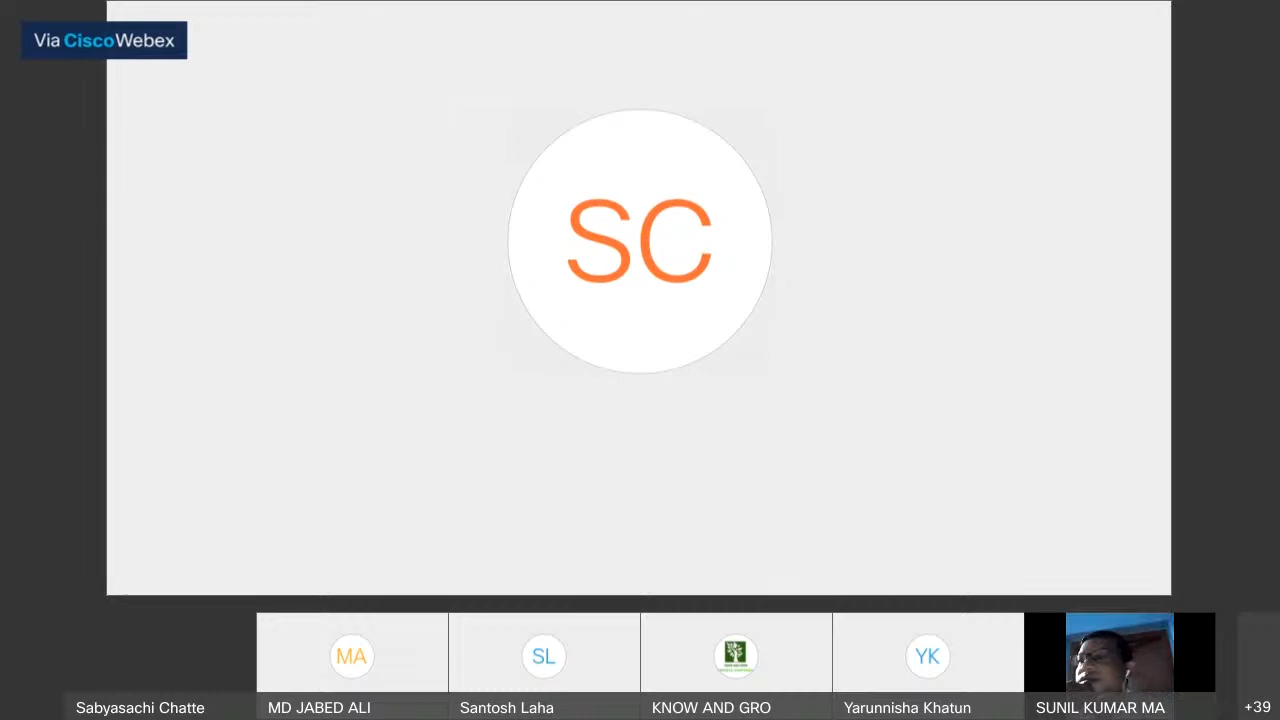 Via CiscoWebex
SC
MA
SL
YK
Sabyasachi Chatte
MD JABED ALI
Santosh Laha
KNOW AND GRO
Yarunnisha Khatun
SUNIL KUMAR MA
+39